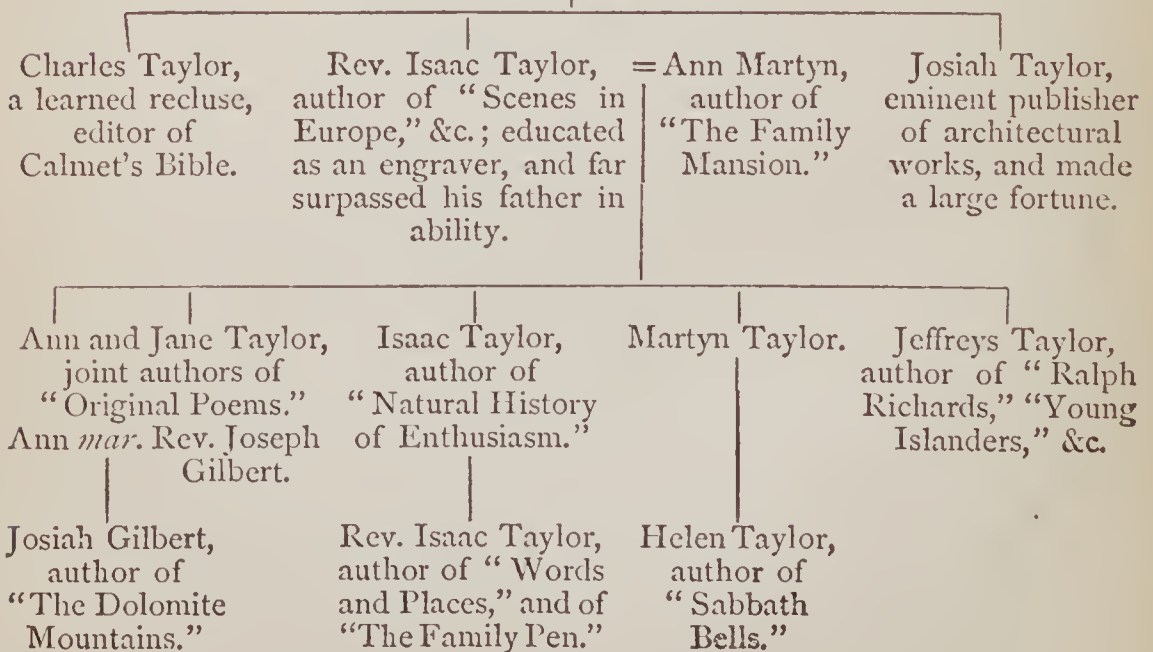 Charles Taylor,
a learned recluse,
editor of
Calmet's Bible.
Rev. Isaac Taylor,
author of "Scenes in
Europe," &c.; educated
as an engraver, and far
surpassed his father in
ability.
= Ann Martyn,
author of
"The Family
Mansion."
Josiah Taylor,
eminent publisher
of architectural
works, and made
a large fortune.
Ann and Jane Taylor,
joint authors of
"Original Poems."
Ann mar. Rev. Joseph
Gilbert.
Isaac Taylor,
author of
"Natural History
of Enthusiasm."
Martyn Taylor.
Jeffreys Taylor,
author of "Ralph
Richards," "Young
Islanders," &c.
Josiah Gilbert,
author of
"The Dolomite
Mountains."
Rev. Isaac Taylor,
author of "Words
and Places," and of
"The Family Pen."
Helen Taylor,
author of
"Sabbath
Bells."